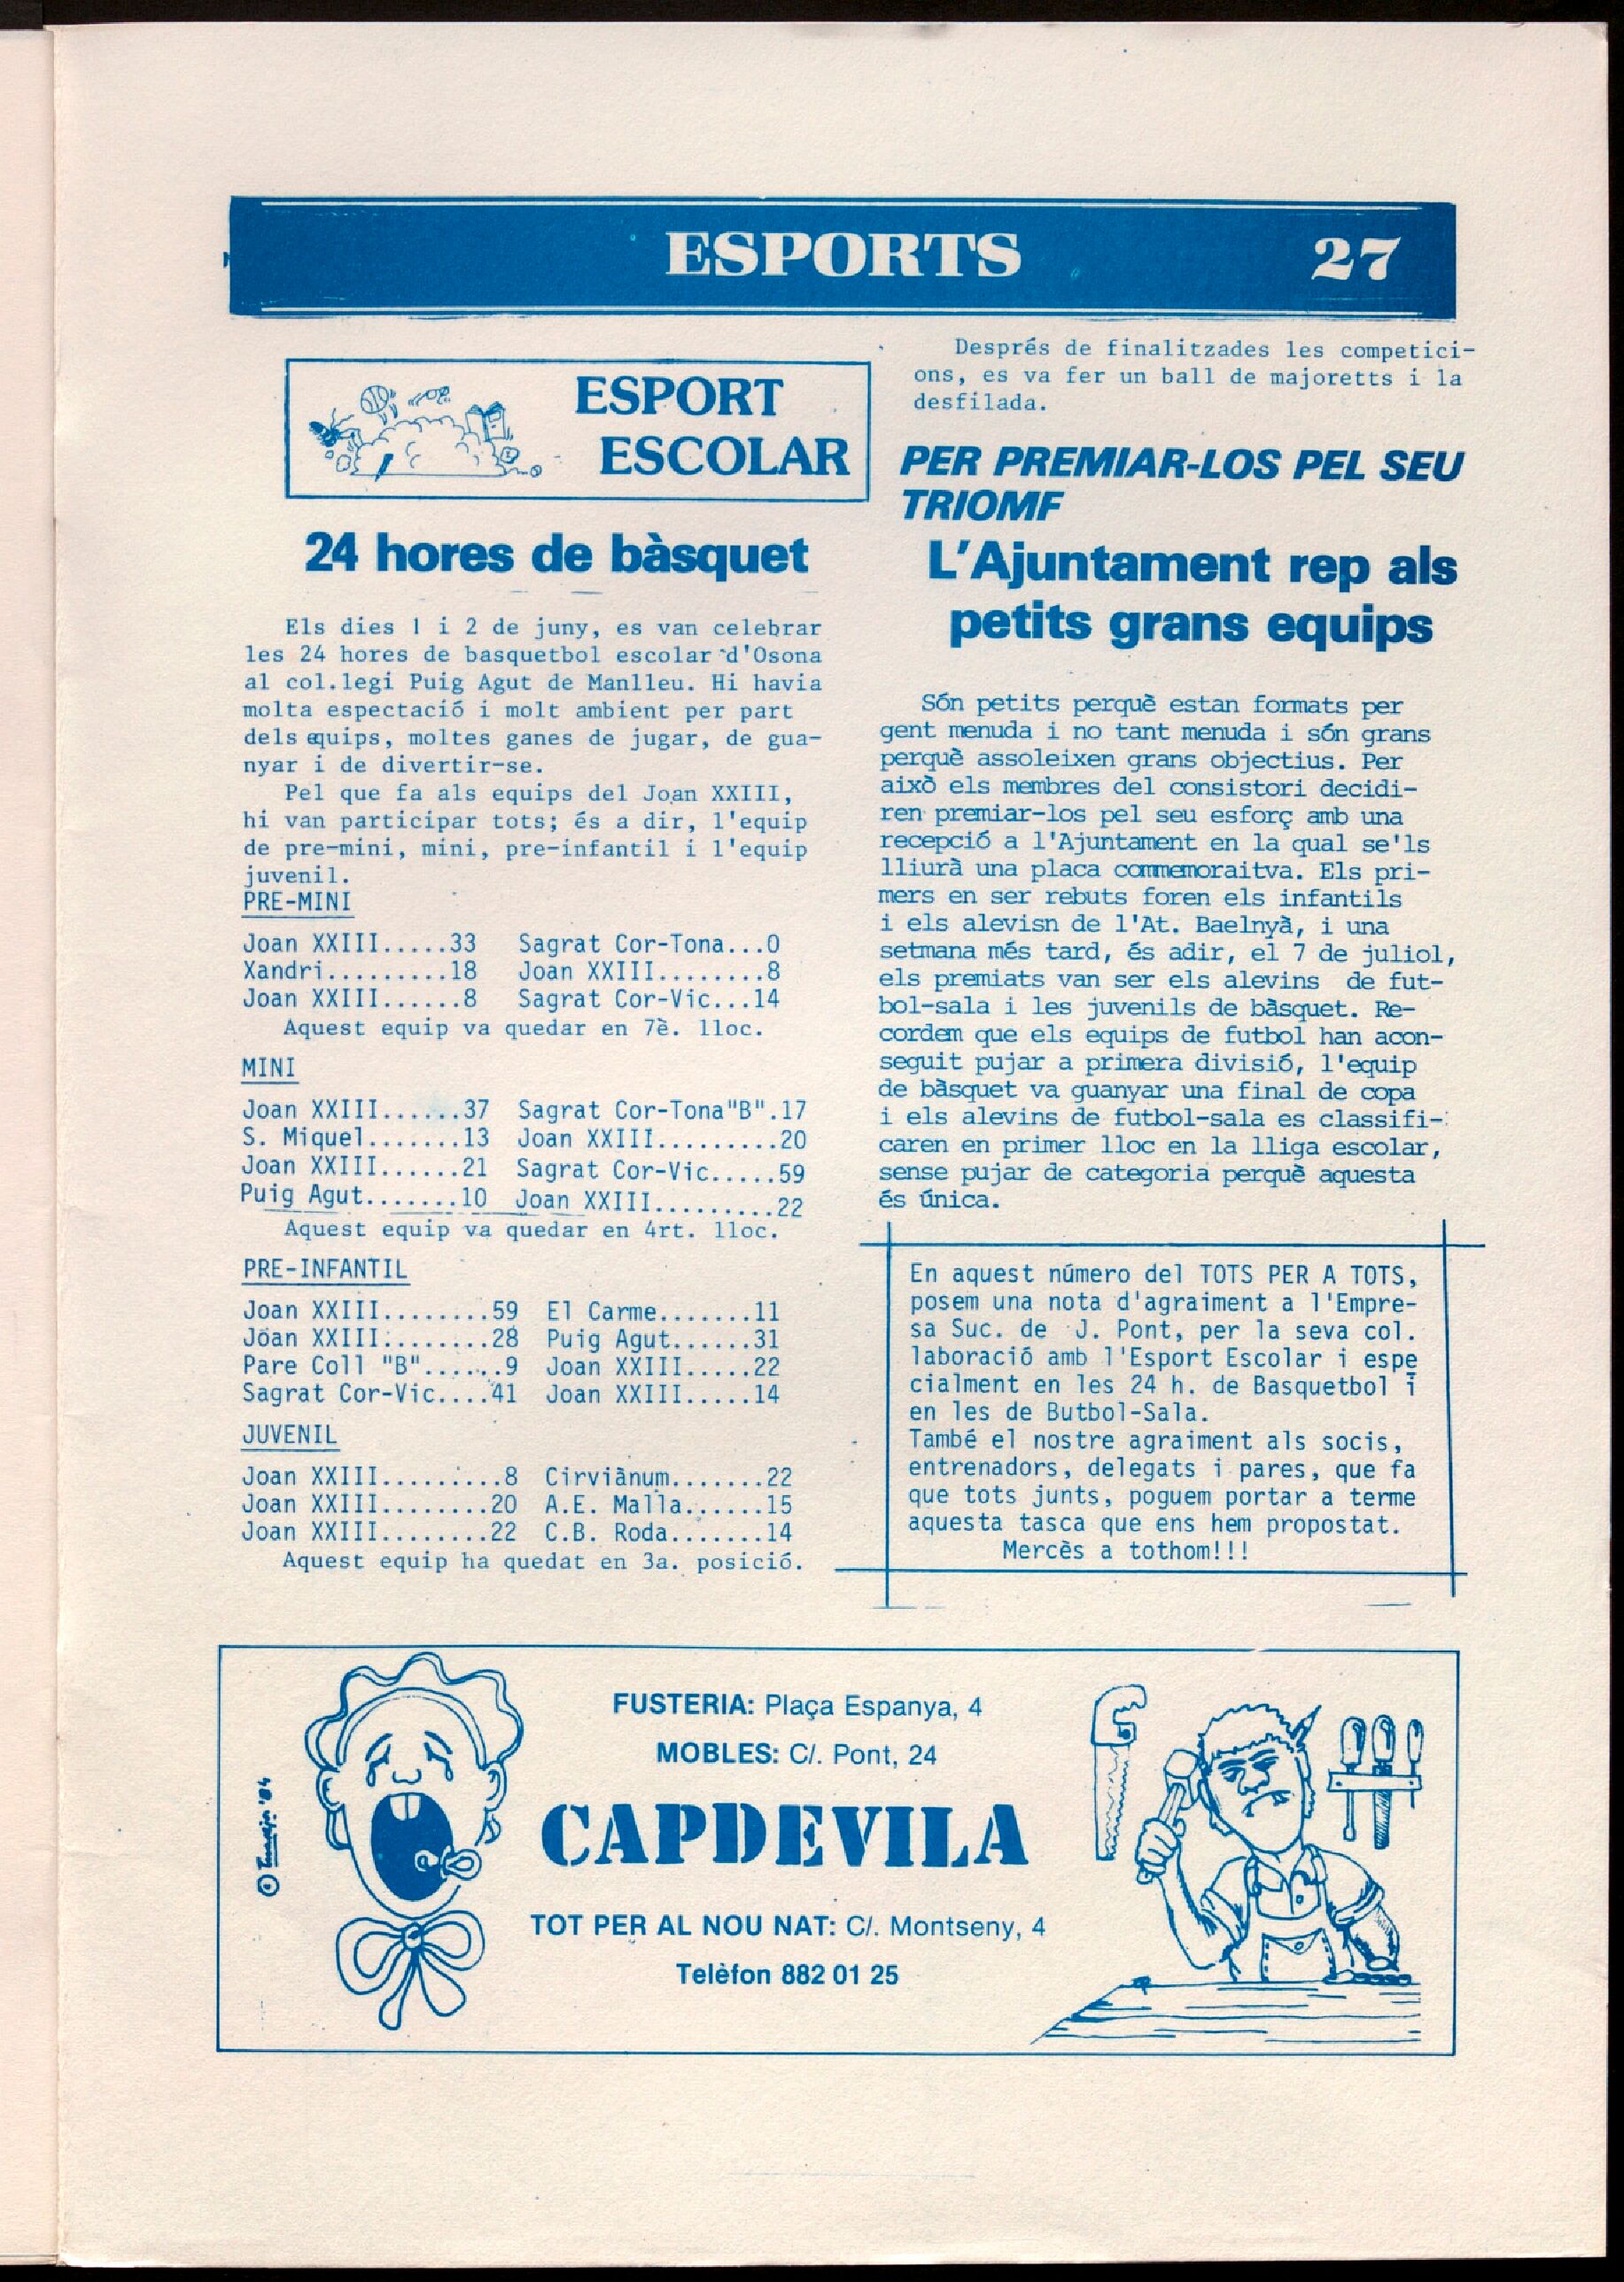 ESPORTS 27
ESPORT
ESCOLAR
24 hores de bàsquet
Els dies 1 i 2 de juny, es van celebrar
les 24 hores de basquetbol escolar d'Osona
al col.legi Puig Agut de Manlleu. Hi havia
molta espectació i molt ambient per part
dels equips, moltes ganes de jugar, de gua-
nyar i de divertir-se.
Pel que fa als equips del Joan XXIII,
hi van participar tots; és a dir, l'equip
de pre-mini, mini, pre-infantil i l'equip
juvenil.
PRE-MINI
Joan XXIII.....33 Sagrat Cor-Tona...0
Xandri.........18 Joan XXIII........8
Joan XXIII......8 Sagrat Cor-Vic...14
Aquest equip va quedar en 7è. lloc.
MINI
Joan XXIII......37 Sagrat Cor-Tona"B".17
S. Miquel.......13 Joan XXIII.........20
Joan XXIII......21 Sagrat Cor-Vic.....59
Puig Agut.......10 Joan XXIII.........22
Aquest equip va quedar en 4rt. lloc.
PRE-INFANTIL
Joan XXIII........59 El Carme.......11
Joan XXIII........28 Puig Agut......31
Pare Coll "B"......9 Joan XXIII.....22
Sagrat Cor-Vic....41 Joan XXIII.....14
JUVENIL
Joan XXIII.........8 Cirviànum.......22
Joan XXIII........20 A.E. Malla......15
Joan XXIII........22 C.B. Roda.......14
Aquest equip ha quedat en 3a. posició.
Després de finalitzades les competici-
ons, es va fer un ball de majoretts i la
desfilada.
PER PREMIAR-LOS PEL SEU
TRIOMF
L'Ajuntament rep als
petits grans equips
Són petits perquè estan formats per
gent menuda i no tant menuda i són grans
perquè assoleixen grans objectius. Per
això els membres del consistori decidi-
ren premiar-los pel seu esforç amb una
recepció a l'Ajuntament en la qual se'ls
lliurà una placa commemoraitva. Els pri-
mers en ser rebuts foren els infantils
i els alevisn de l'At. Baelnyà, i una
setmana més tard, és adir, el 7 de juliol,
els premiats van ser els alevins de fut-
bol-sala i les juvenils de bàsquet. Re-
cordem que els equips de futbol han acon-
seguit pujar a primera divisió, l'equip
de bàsquet va guanyar una final de copa
i els alevins de futbol-sala es classifi-
caren en primer lloc en la lliga escolar,
sense pujar de categoria perquè aquesta
és única.
En aquest número del TOTS PER A TOTS,
posem una nota d'agraiment a l'Empre-
sa Suc. de J. Pont, per la seva col.
laboració amb l'Esport Escolar i espe
cialment en les 24 h. de Basquetbol i
en les de Butbol-Sala.
També el nostre agraiment als socis,
entrenadors, delegats i pares, que fa
que tots junts, poguem portar a terme
aquesta tasca que ens hem propostat.
Mercès a tothom!!!
FUSTERIA: Plaça Espanya, 4
MOBLES: C/. Pont, 24
CAPDEVILA
TOT PER AL NOU NAT: C/. Montseny, 4
Telèfon 882 01 25
© '84